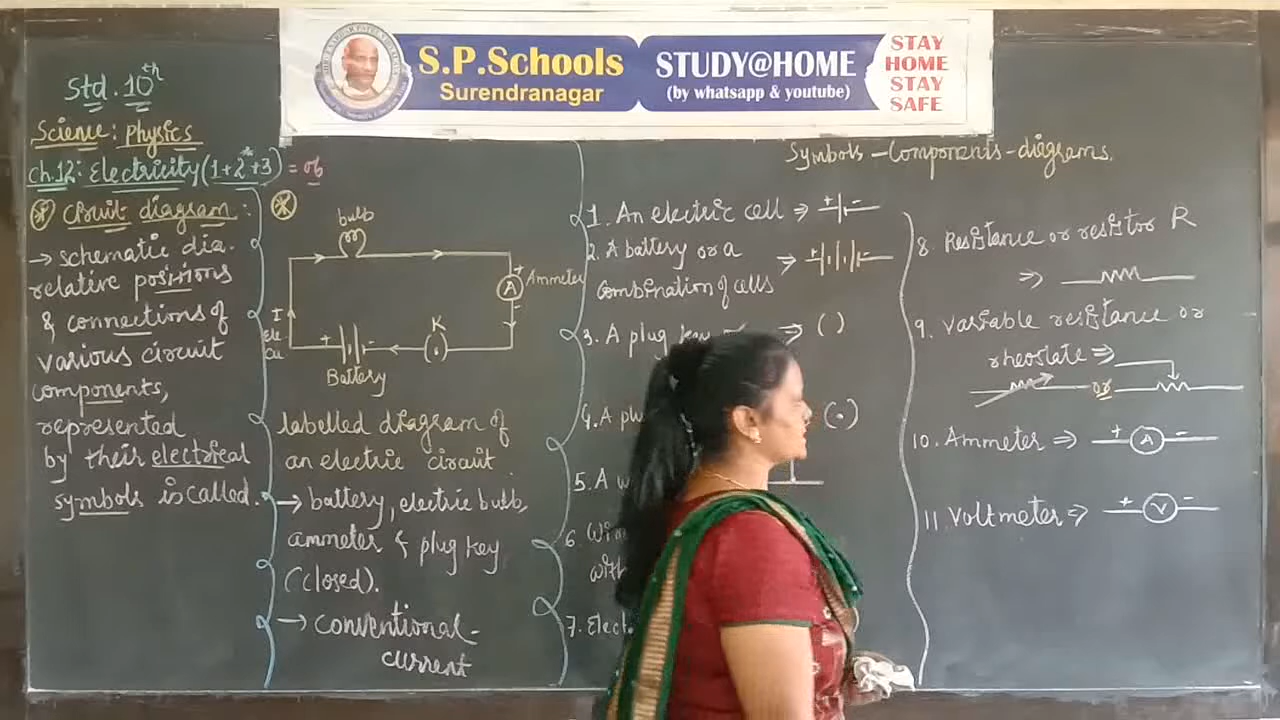 S.P.Schools
Surendranagar
STUDY@HOME
(by whatsapp & youtube)
STAY
HOME
STAY
SAFE
Std. 10th
Science: Physics
Ch.12: Electricity (1+2*+3) = 06
* Circuit diagram:
→ schematic dia.
relative positions
& connections of
various circuit
components,
represented
by their electrical
symbols is called.
*
bulb
+
A
Ammeter
-
I
Ele
Cu
+
-
K
Battery
labelled diagram of
an electric circuit
→ battery, electric bulb,
ammeter & plug key
(closed).
→ conventional-
current
Symbols - Components - diagrams.
1. An electric cell ⇒ + -
2. A battery or a ⇒ + -
combination of cells
3. A plug key ⇒ ( )
4. A (·)
5. A
6
7.
8 Resistance or resistor R
⇒
9. Variable resistance or
rheostate ⇒
or
10. Ammeter ⇒ + A -
11. Voltmeter ⇒ + V -